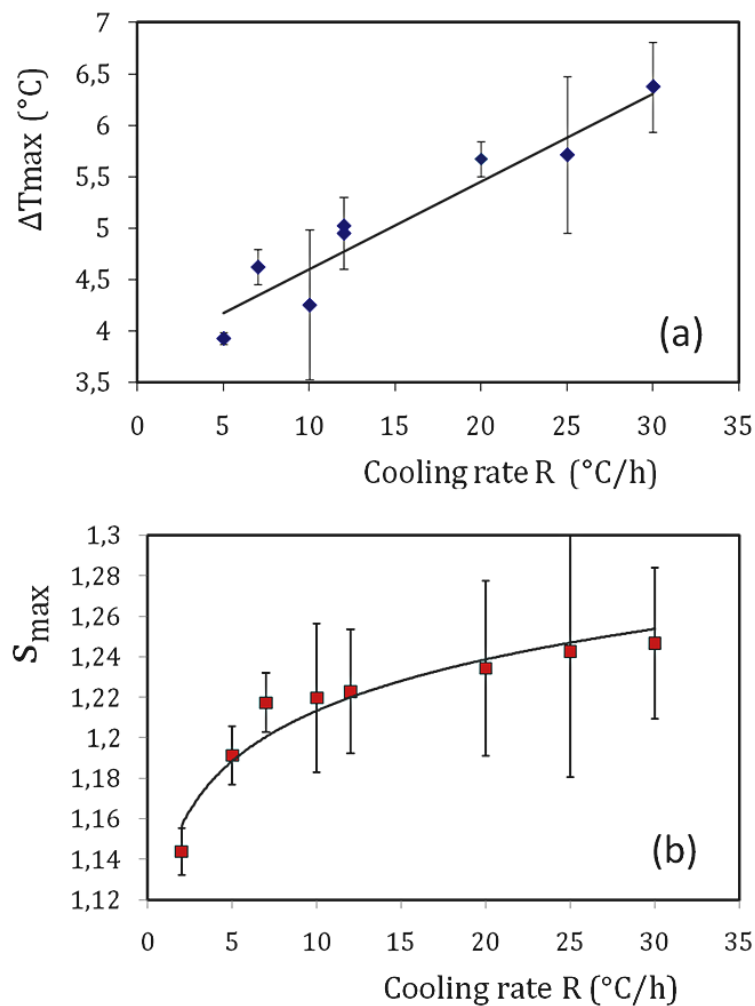 7
6,5
6
5,5
5
4,5
4
3,5
ΔTmax (°C)
(a)
0 5 10 15 20 25 30 35
Cooling rate R (°C/h)
1,3
1,28
1,26
1,24
1,22
1,2
1,18
1,16
1,14
1,12
Smax
(b)
0 5 10 15 20 25 30 35
Cooling rate R (°C/h)